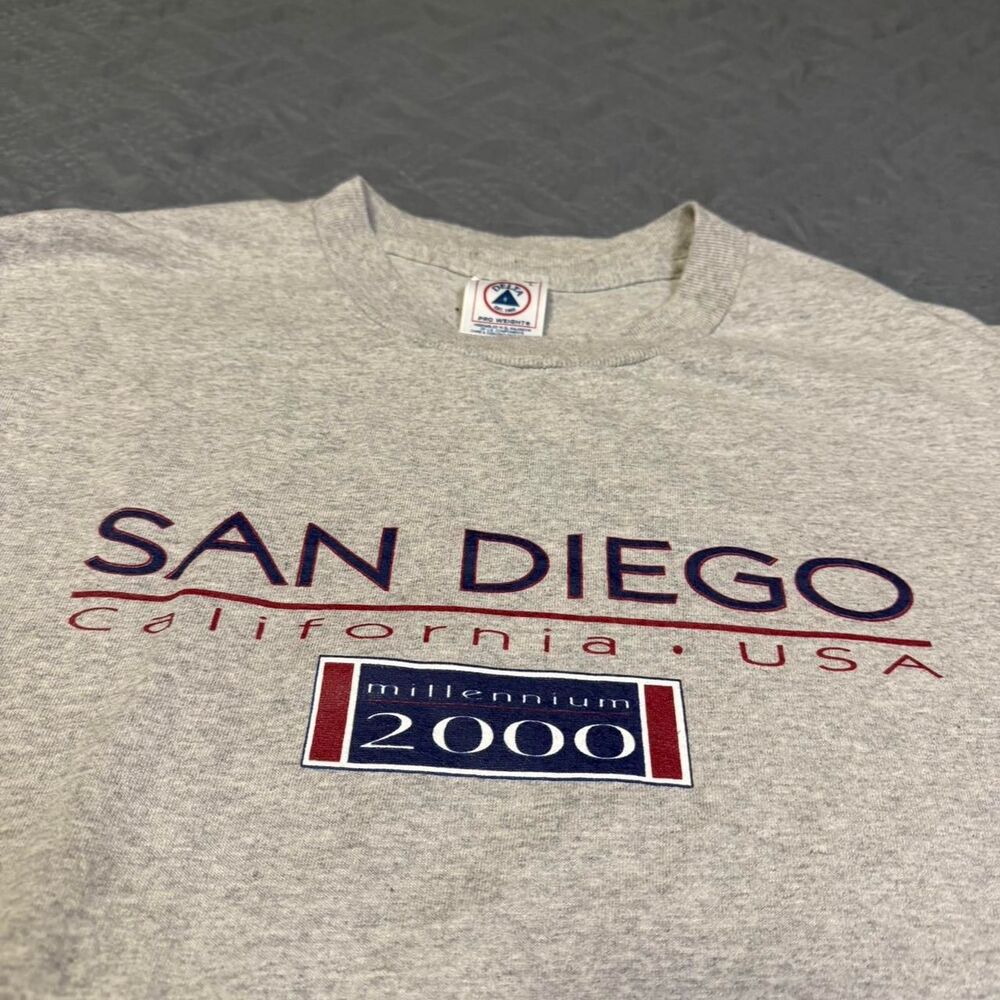 DELTA
PRO WEIGHT®
SAN DIEGO
California • USA
millennium
2000